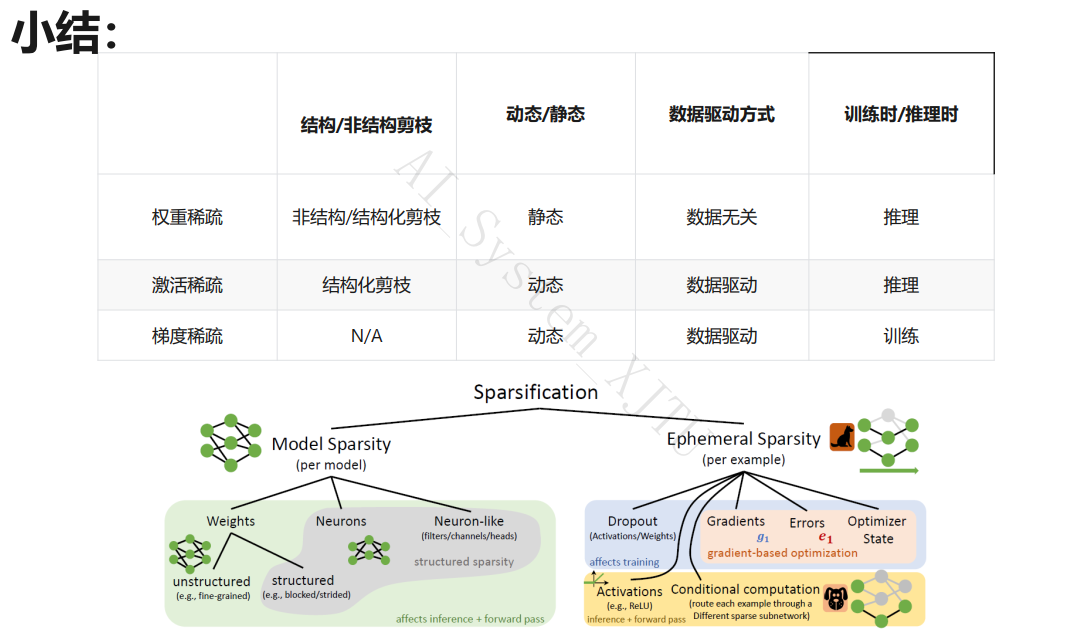 小结：
结构/非结构剪枝 动态/静态 数据驱动方式 训练时/推理时
权重稀疏 非结构/结构化剪枝 静态 数据无关 推理
激活稀疏 结构化剪枝 动态 数据驱动 推理
梯度稀疏 N/A 动态 数据驱动 训练
AI_System_XJTU
Sparsification
Model Sparsity
(per model)
Weights
Neurons
Neuron-like
(filters/channels/heads)
structured sparsity
unstructured
(e.g., fine-grained)
structured
(e.g., blocked/strided)
affects inference + forward pass
Ephemeral Sparsity
(per example)
Dropout
(Activations/Weights)
affects training
Gradients
g₁
Errors
e₁
Optimizer
State
gradient-based optimization
Activations
(e.g., ReLU)
inference + forward pass
Conditional computation
(route each example through a
Different sparse subnetwork)